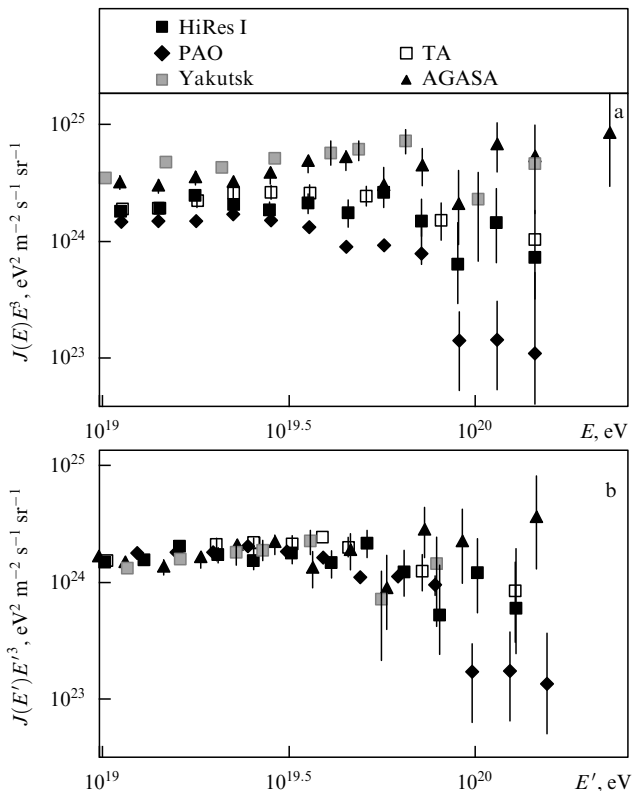 HiRes I
PAO TA
Yakutsk AGASA
a
10^25
10^24
10^23
J(E)E^3, eV^2 m^−2 s^−1 sr^−1
10^19 10^19.5 10^20 E, eV
b
10^25
10^24
10^23
J(E′)E′^3, eV^2 m^−2 s^−1 sr^−1
10^19 10^19.5 10^20 E′, eV